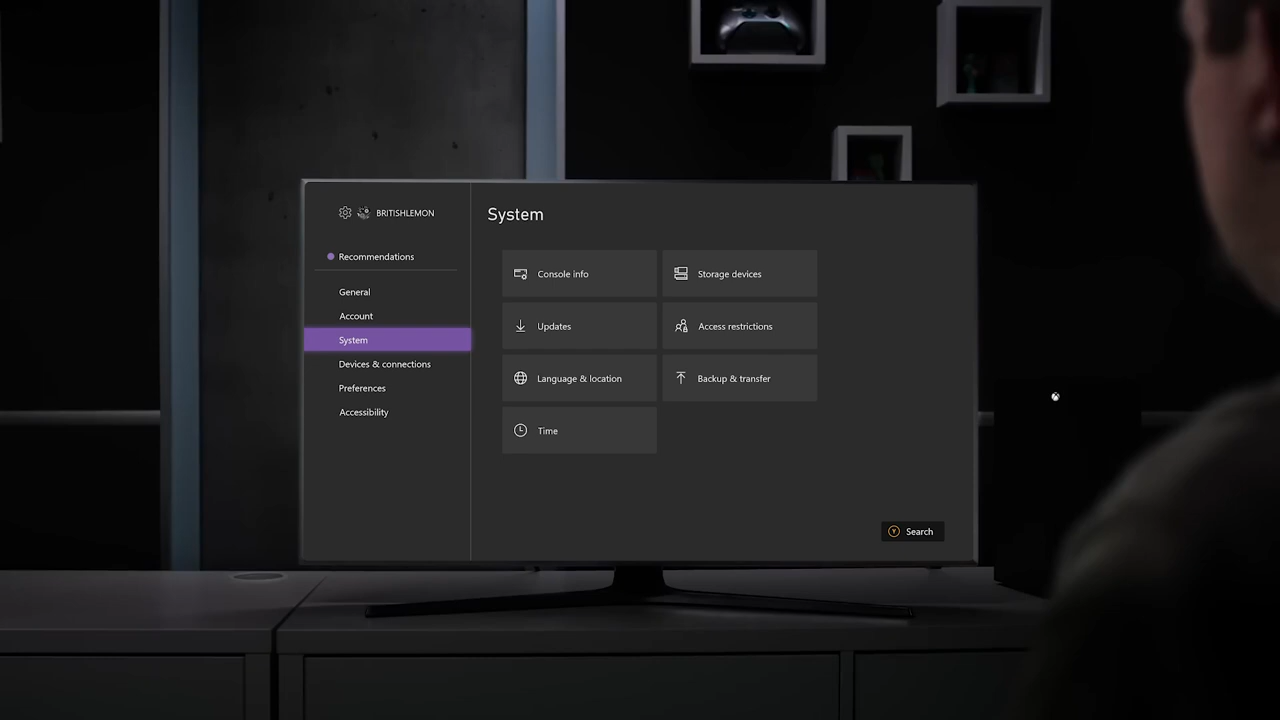 BRITISHLEMON
Recommendations
General
Account
System
Devices & connections
Preferences
Accessibility
System
Console info
Storage devices
Updates
Access restrictions
Language & location
Backup & transfer
Time
Y Search